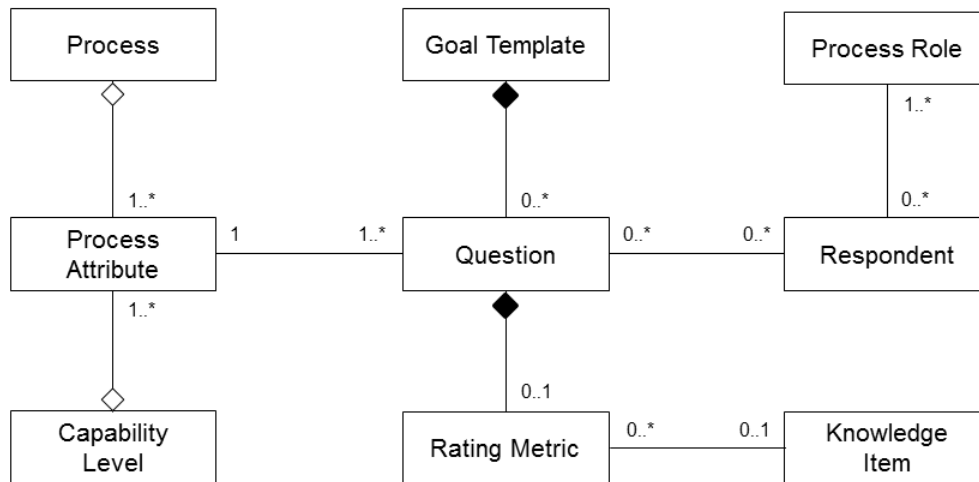 Process
Goal Template
Process Role
1..*
1..*
0..*
0..*
Process
Attribute
1
1..*
Question
0..*
0..*
Respondent
1..*
0..1
Capability
Level
Rating Metric
0..*
0..1
Knowledge
Item